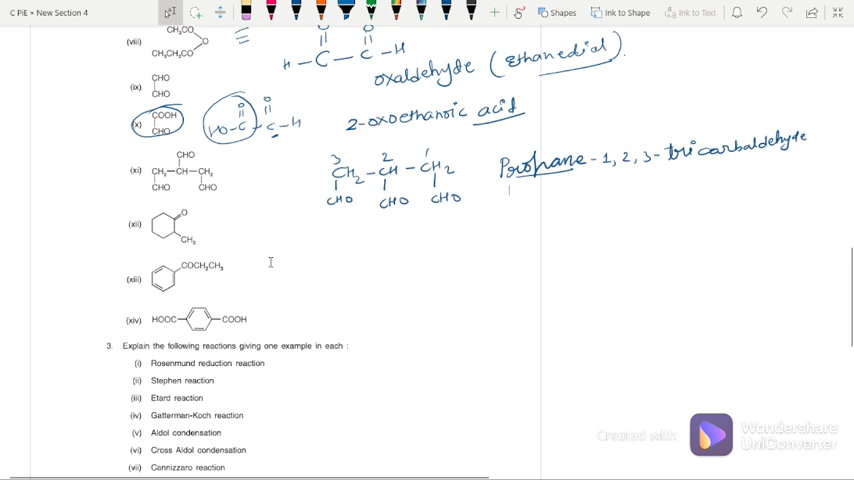 C PiE » New Section 4
Shapes
Ink to Shape
Ink to Text
(viii)
CH3CO
O
CH3CH2CO
O O
H - C - C - H
oxaldehyde (Ethanedial).
(ix)
CHO
CHO
(x)
COOH
CHO
O O
HO - C - C - H
2-oxoethanoic acid
(xi)
CHO
CH2-CH-CH2
CHO CHO
3 2 1
CH2 - CH - CH2
CHO CHO CHO
Propane - 1, 2, 3 - tricarbaldehyde
(xii)
O
CH3
(xiii)
COCH2CH3
(xiv) HOOC COOH
3. Explain the following reactions giving one example in each :
(i) Rosenmund reduction reaction
(ii) Stephen reaction
(iii) Etard reaction
(iv) Gatterman-Koch reaction
(v) Aldol condensation
(vi) Cross Aldol condensation
(vii) Cannizzaro reaction
Created with
Wondershare
UniConverter